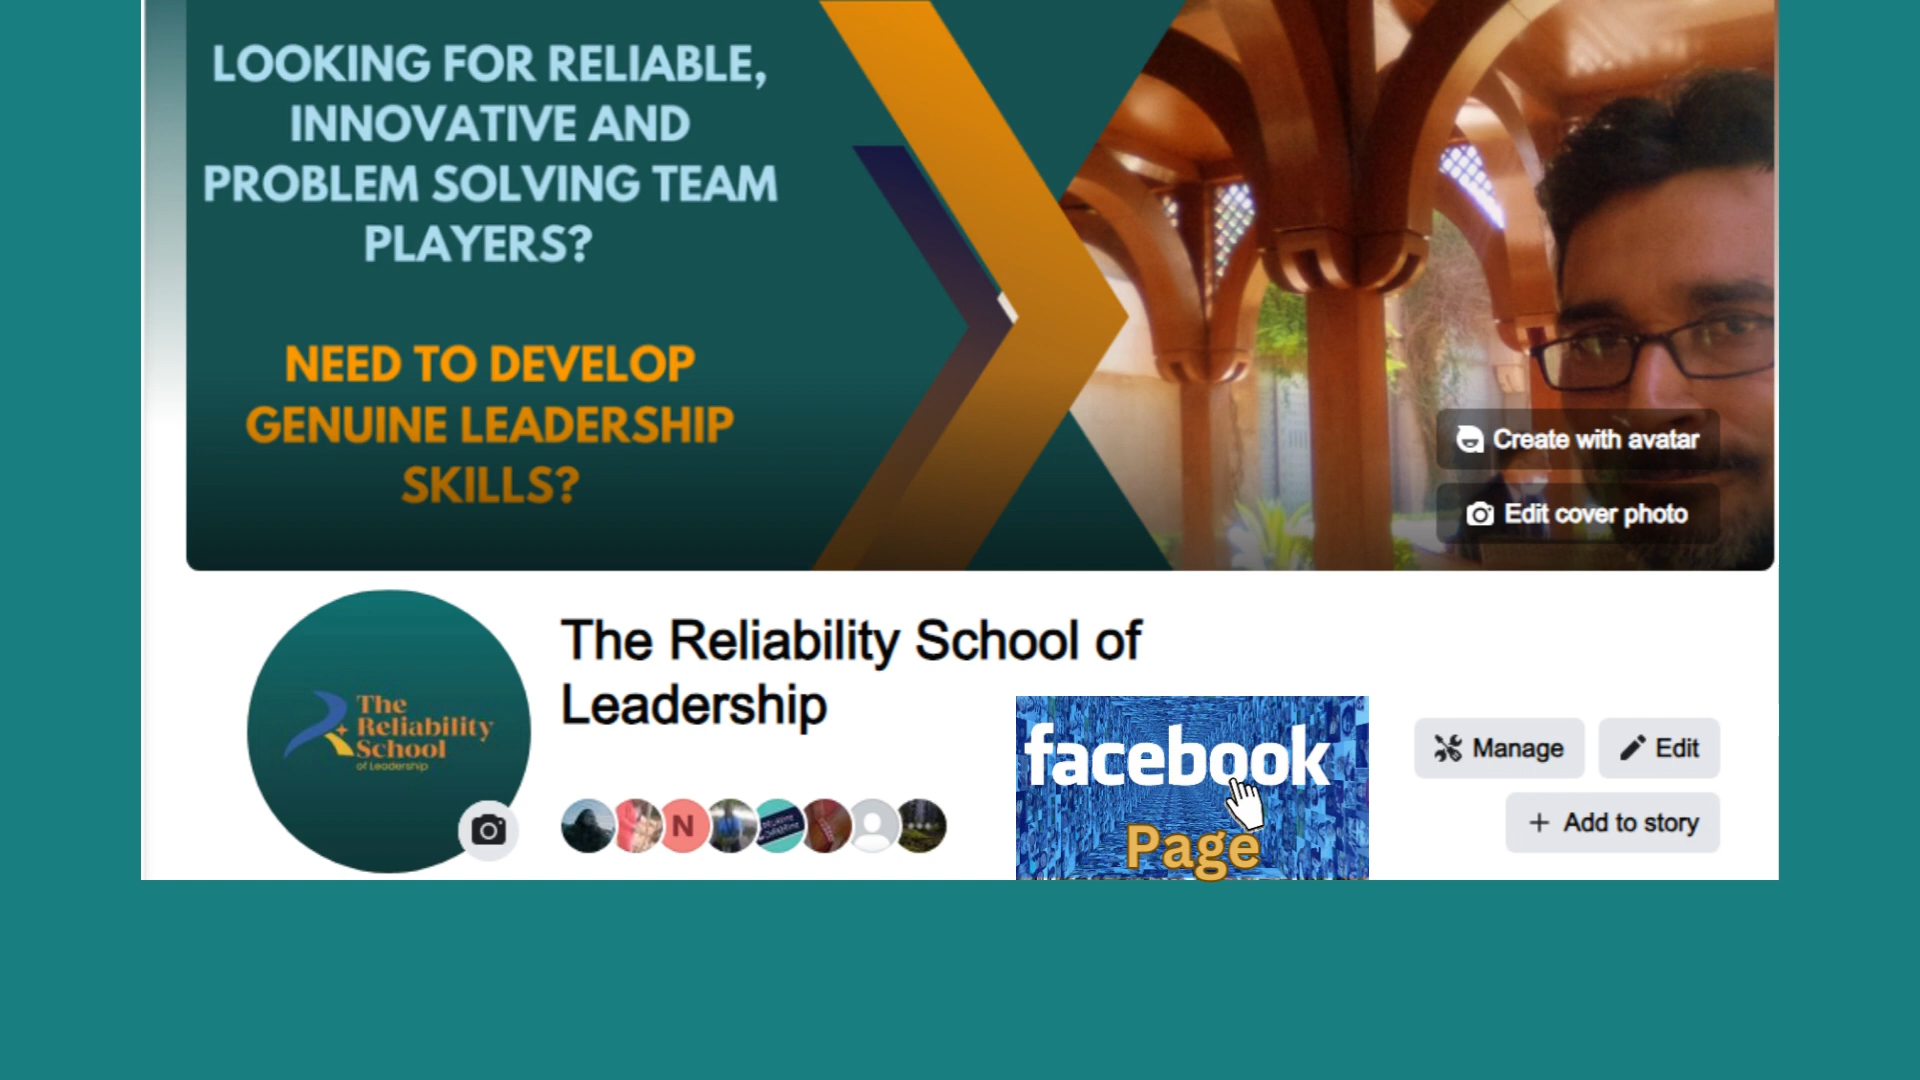 LOOKING FOR RELIABLE,
INNOVATIVE AND
PROBLEM SOLVING TEAM
PLAYERS?
NEED TO DEVELOP
GENUINE LEADERSHIP
SKILLS?
Create with avatar
Edit cover photo
The
Reliability
School
of Leadership
The Reliability School of
Leadership
N
facebook
Page
Manage
Edit
+ Add to story